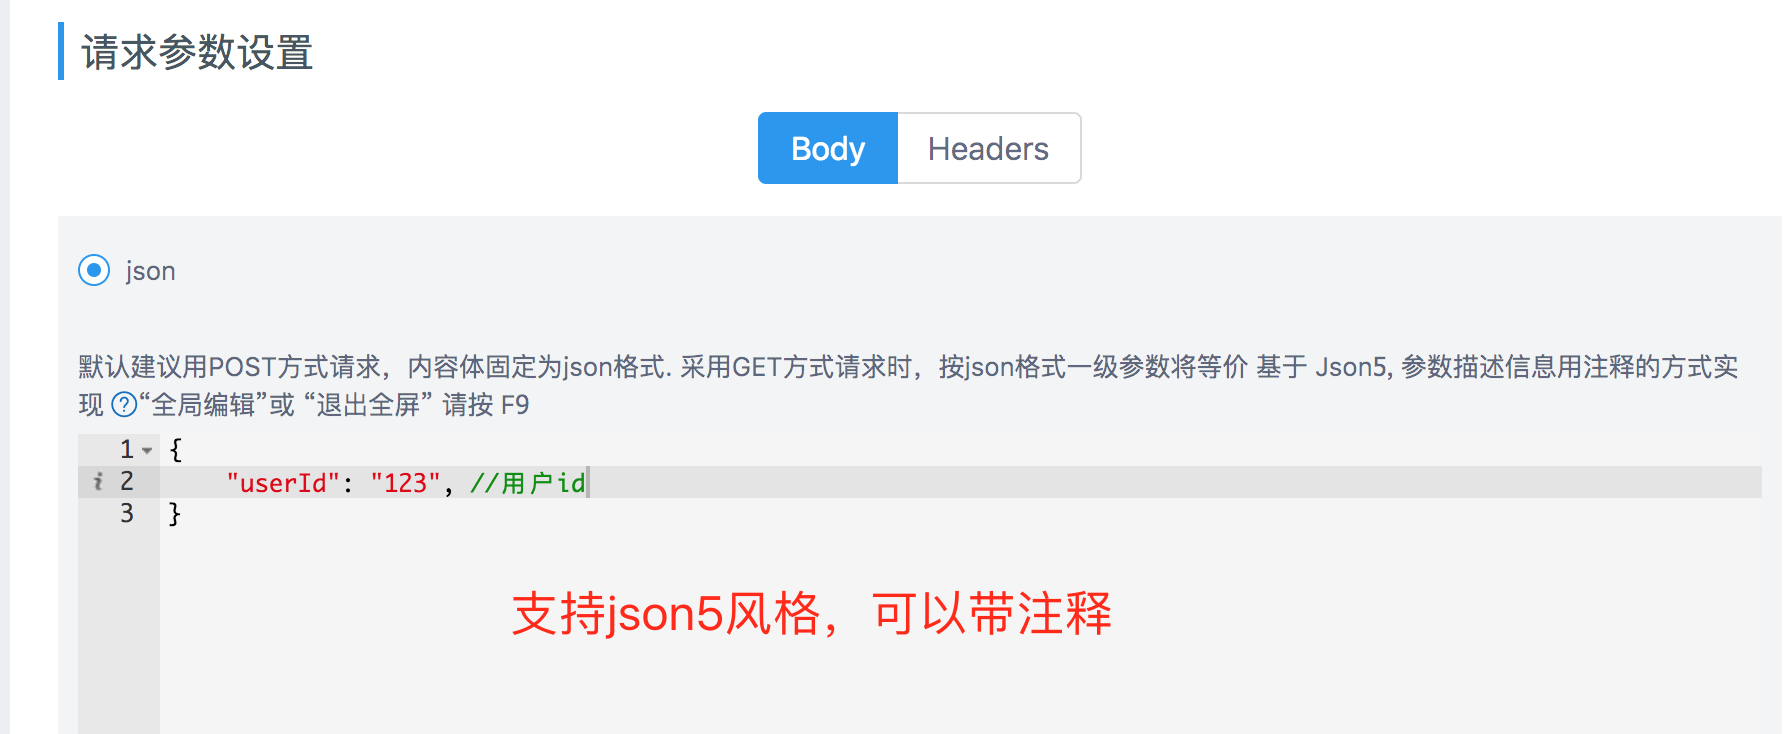 请求参数设置
Body Headers
json
默认建议用POST方式请求，内容体固定为json格式. 采用GET方式请求时，按json格式一级参数将等价 基于 Json5, 参数描述信息用注释的方式实
现 ?“全局编辑”或 “退出全屏” 请按 F9
1 {
i 2 "userId": "123", //用户id
3 }
支持json5风格，可以带注释